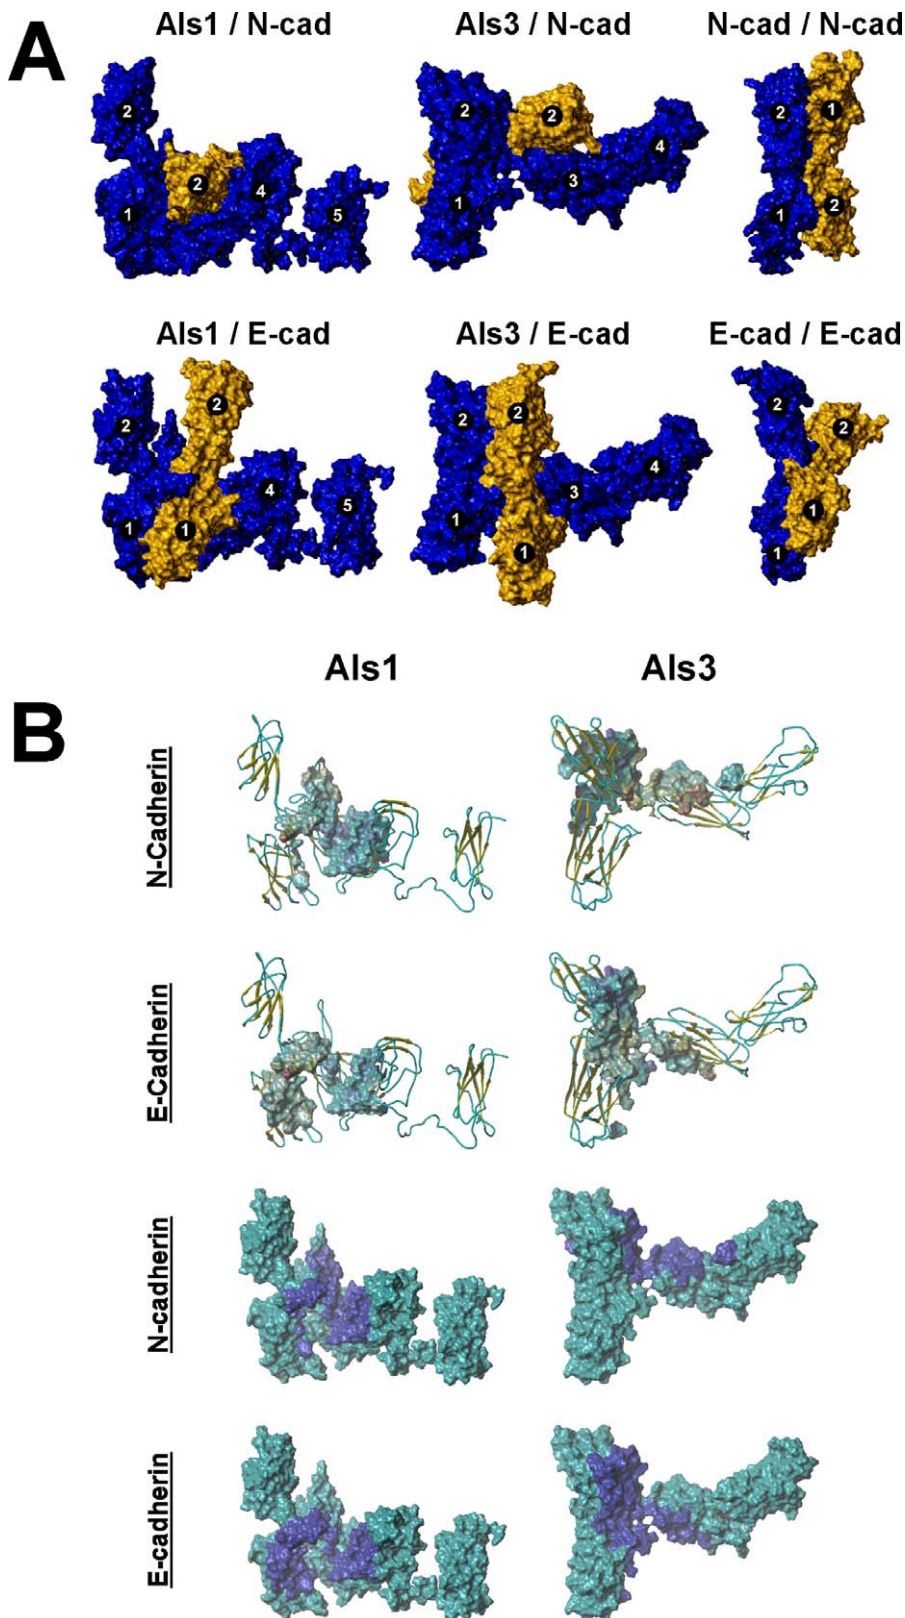 A
Als1 / N-cad
Als3 / N-cad
N-cad / N-cad
2
2
4
1
5
2
2
4
3
1
2
1
1
2
Als1 / E-cad
Als3 / E-cad
E-cad / E-cad
2
2
4
5
1
1
2
2
4
3
1
1
2
2
1
1
B
Als1
Als3
N-Cadherin
E-Cadherin
N-cadherin
E-cadherin